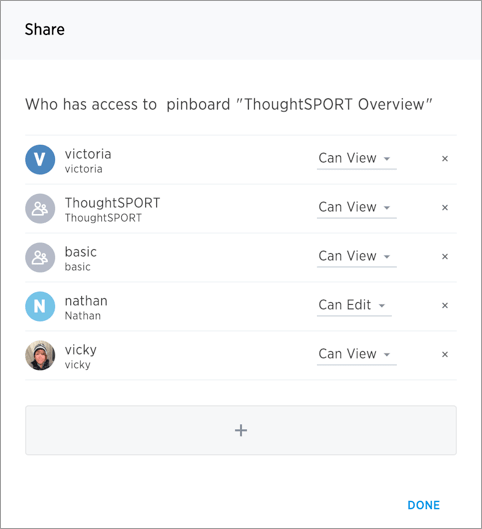 Share
Who has access to pinboard "ThoughtSPORT Overview"
V victoria Can View ×
victoria
ThoughtSPORT Can View ×
ThoughtSPORT
basic Can View ×
basic
N nathan Can Edit ×
Nathan
vicky Can View ×
vicky
+
DONE